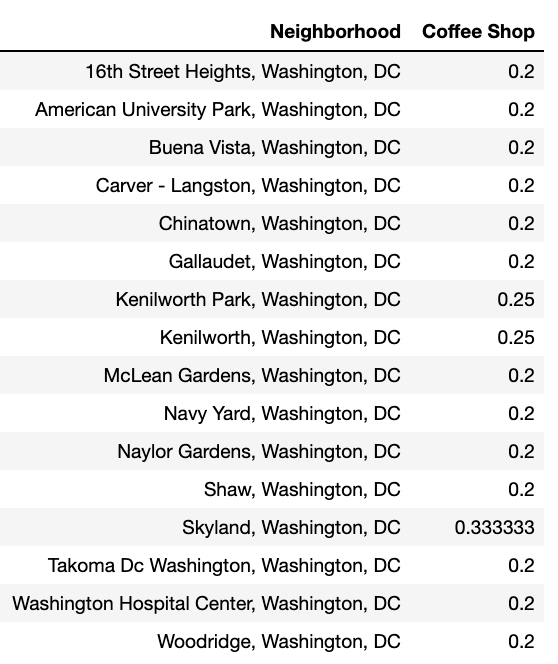 Neighborhood Coffee Shop
16th Street Heights, Washington, DC 0.2
American University Park, Washington, DC 0.2
Buena Vista, Washington, DC 0.2
Carver - Langston, Washington, DC 0.2
Chinatown, Washington, DC 0.2
Gallaudet, Washington, DC 0.2
Kenilworth Park, Washington, DC 0.25
Kenilworth, Washington, DC 0.25
McLean Gardens, Washington, DC 0.2
Navy Yard, Washington, DC 0.2
Naylor Gardens, Washington, DC 0.2
Shaw, Washington, DC 0.2
Skyland, Washington, DC 0.333333
Takoma Dc Washington, Washington, DC 0.2
Washington Hospital Center, Washington, DC 0.2
Woodridge, Washington, DC 0.2